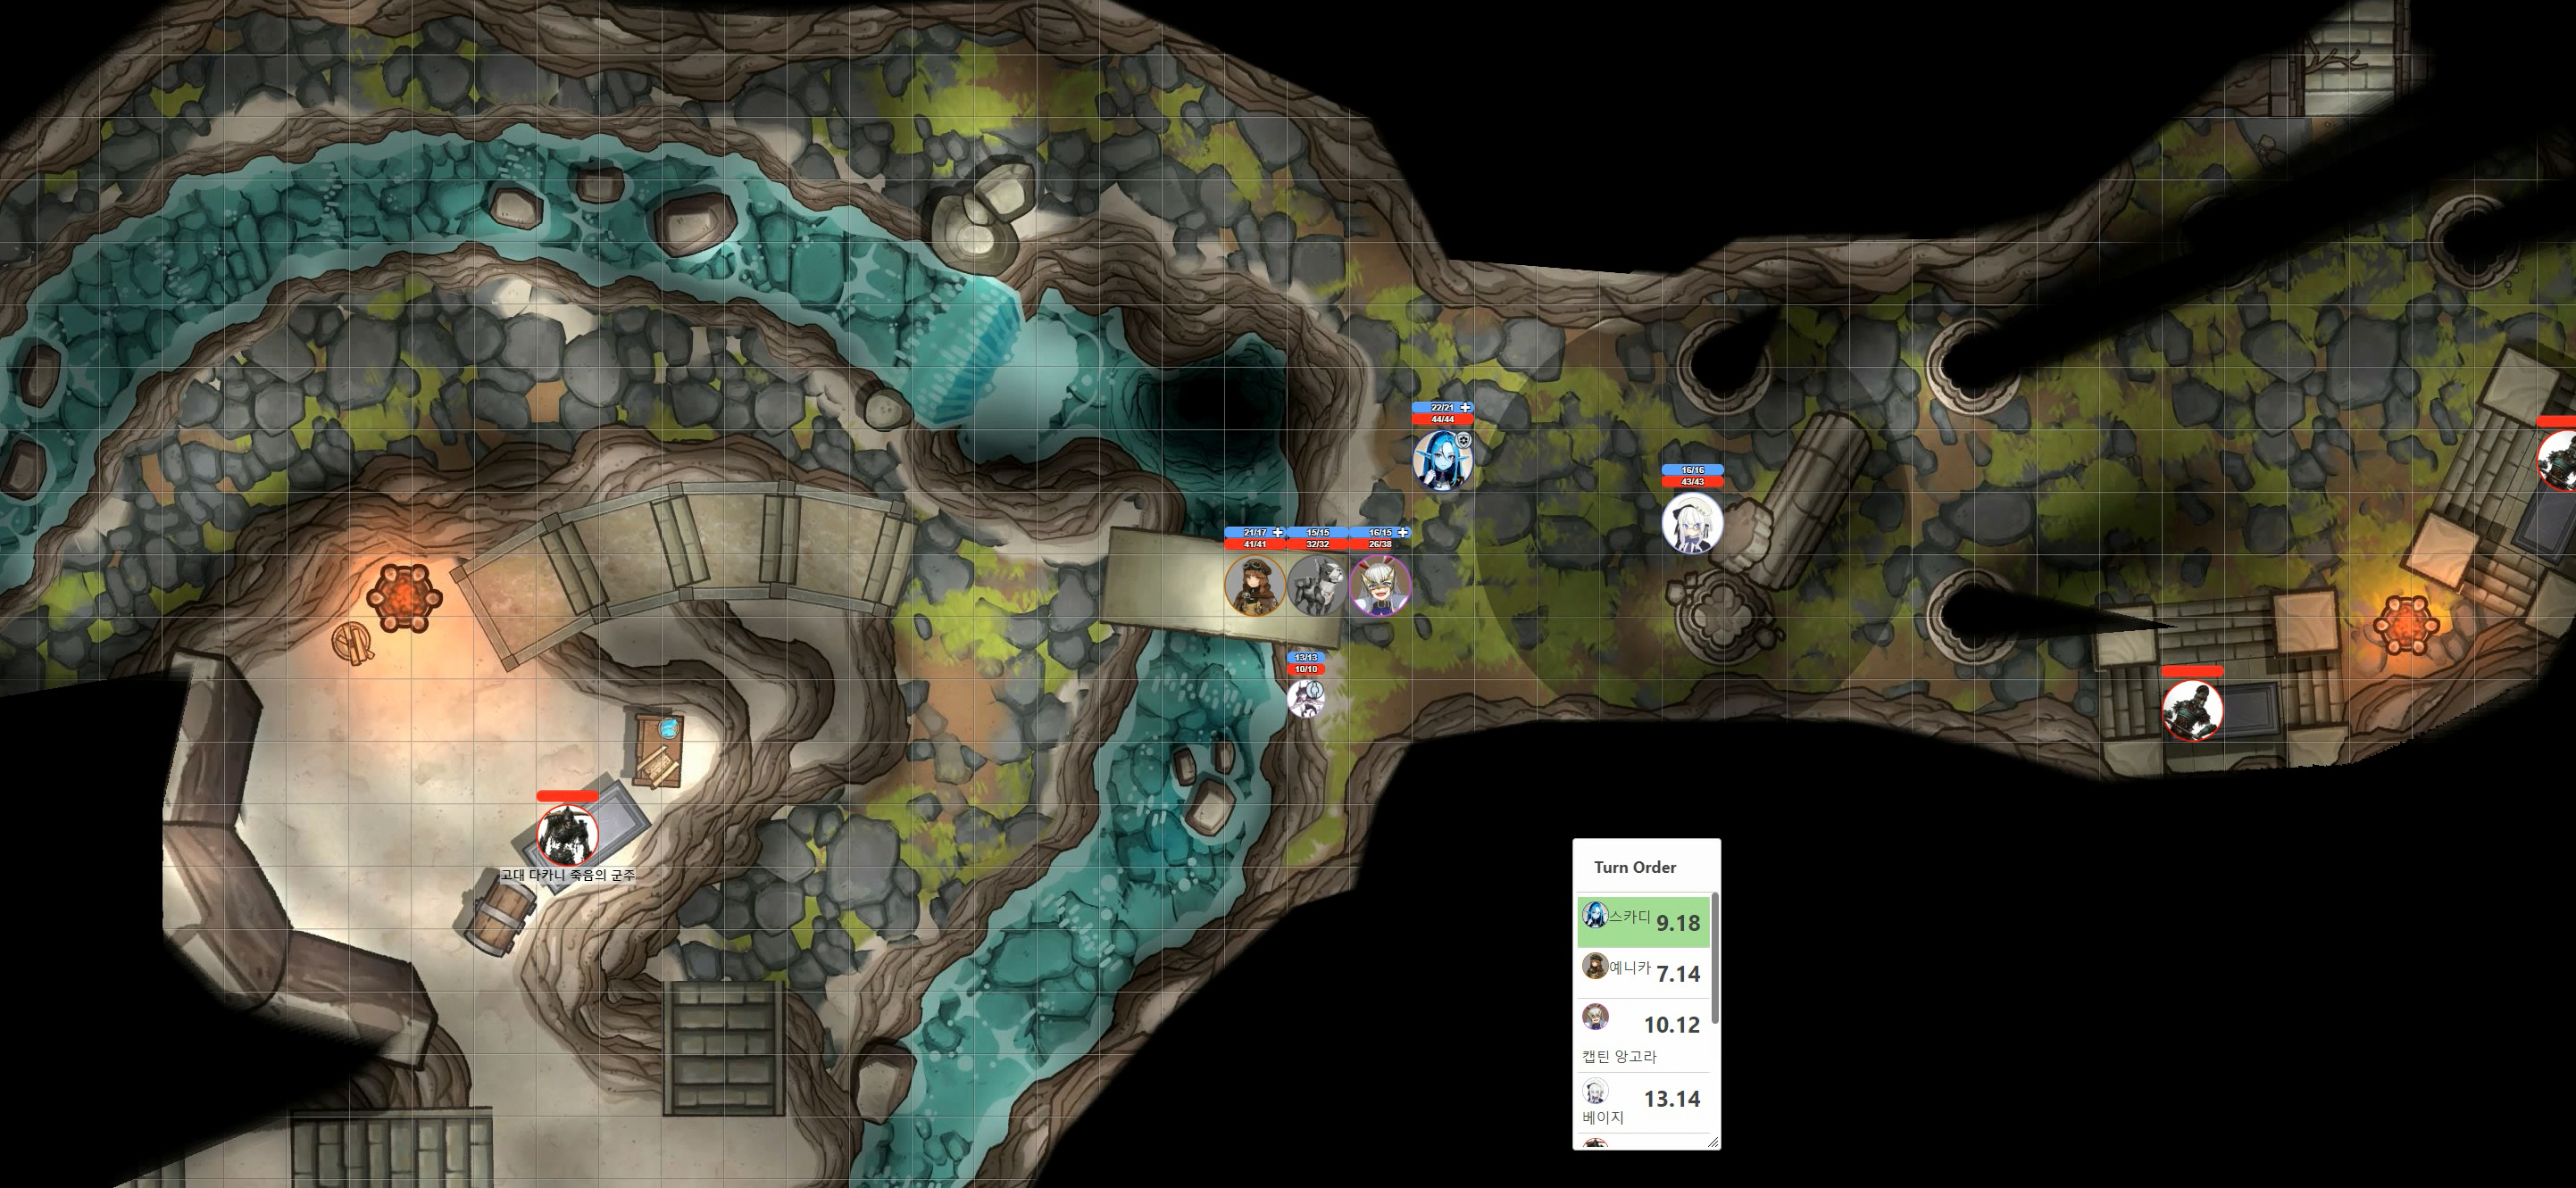 22/21
44/44
16/16
43/43
21/17
41/41
15/15
32/32
16/15
26/38
13/13
10/10
고대 다카니 죽음의 군주
Turn Order
스카디 9.18
예니카 7.14
10.12
캡틴 앙고라
13.14
베이지